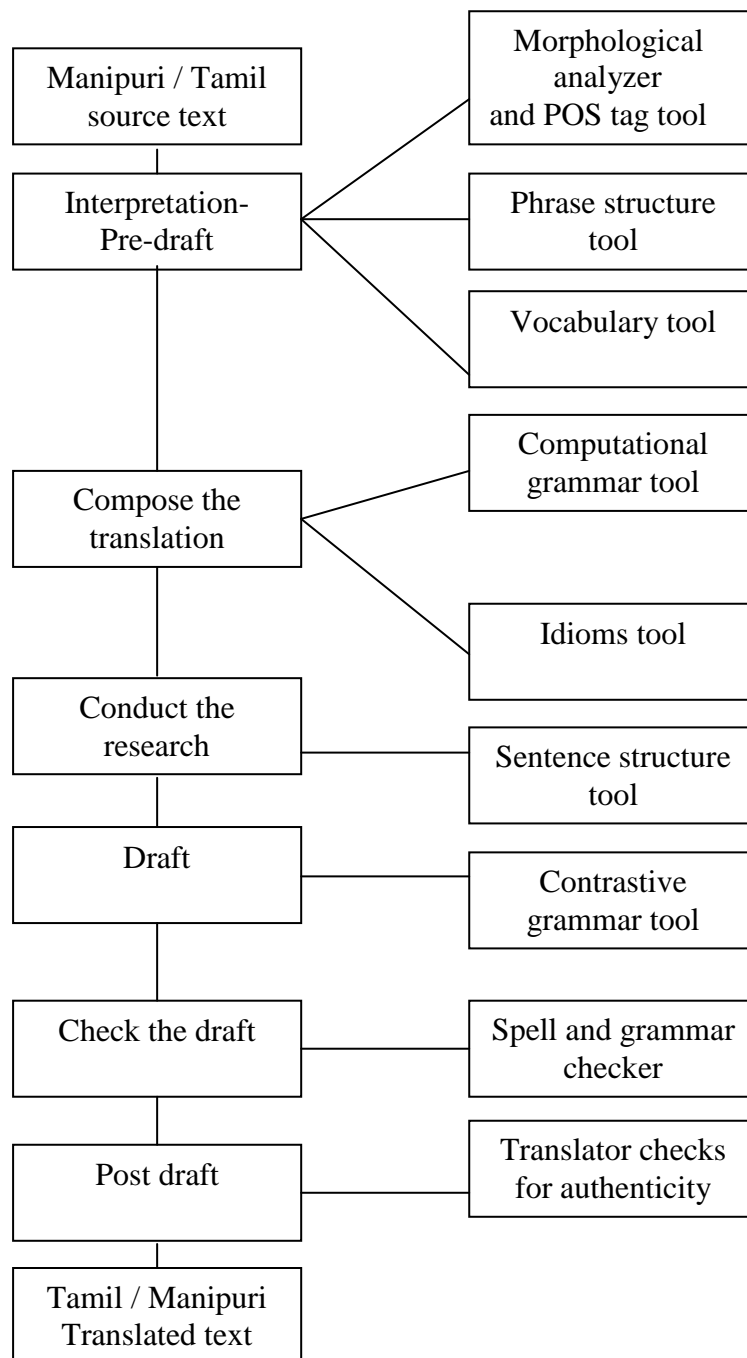 Manipuri / Tamil
source text
Morphological
analyzer
and POS tag tool
Interpretation-
Pre-draft
Phrase structure
tool
Vocabulary tool
Compose the
translation
Computational
grammar tool
Idioms tool
Conduct the
research
Sentence structure
tool
Draft
Contrastive
grammar tool
Check the draft
Spell and grammar
checker
Post draft
Translator checks
for authenticity
Tamil / Manipuri
Translated text